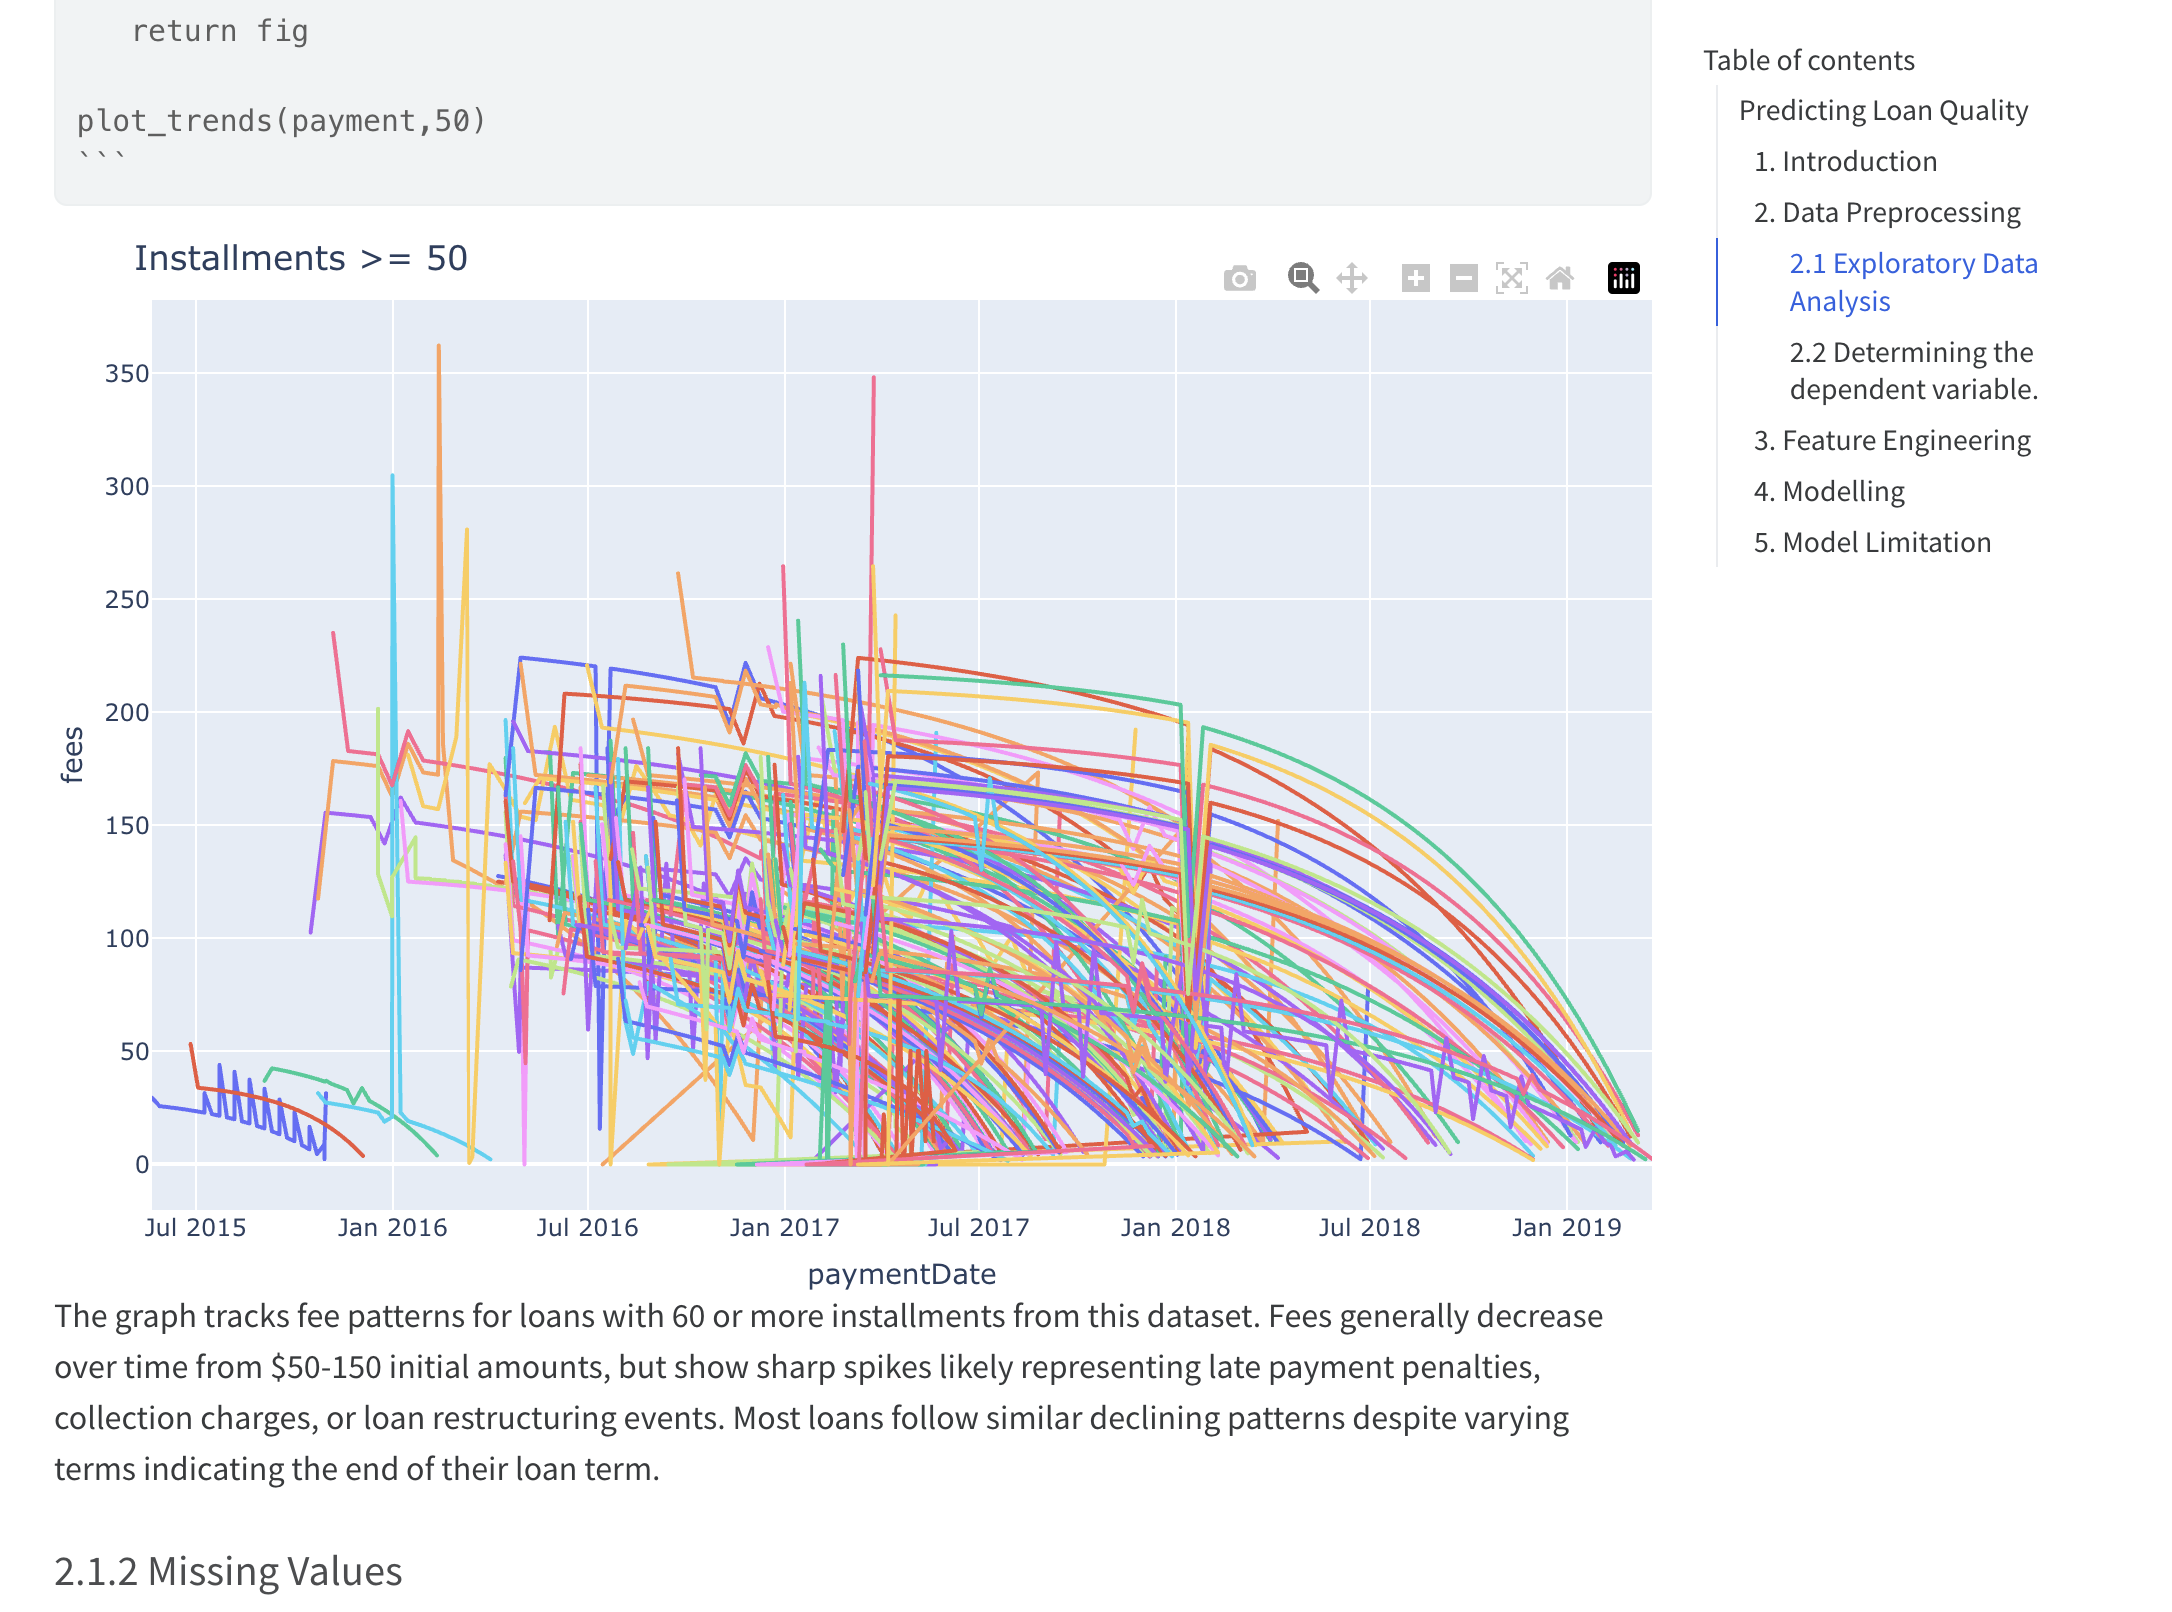 return fig
plot_trends(payment,50)
```
Table of contents
Predicting Loan Quality
1. Introduction
2. Data Preprocessing
2.1 Exploratory Data
Analysis
2.2 Determining the
dependent variable.
3. Feature Engineering
4. Modelling
5. Model Limitation
Installments >= 50
350
300
250
200
150
100
50
0
fees
Jul 2015 Jan 2016 Jul 2016 Jan 2017 Jul 2017 Jan 2018 Jul 2018 Jan 2019
paymentDate
The graph tracks fee patterns for loans with 60 or more installments from this dataset. Fees generally decrease
over time from $50-150 initial amounts, but show sharp spikes likely representing late payment penalties,
collection charges, or loan restructuring events. Most loans follow similar declining patterns despite varying
terms indicating the end of their loan term.
2.1.2 Missing Values